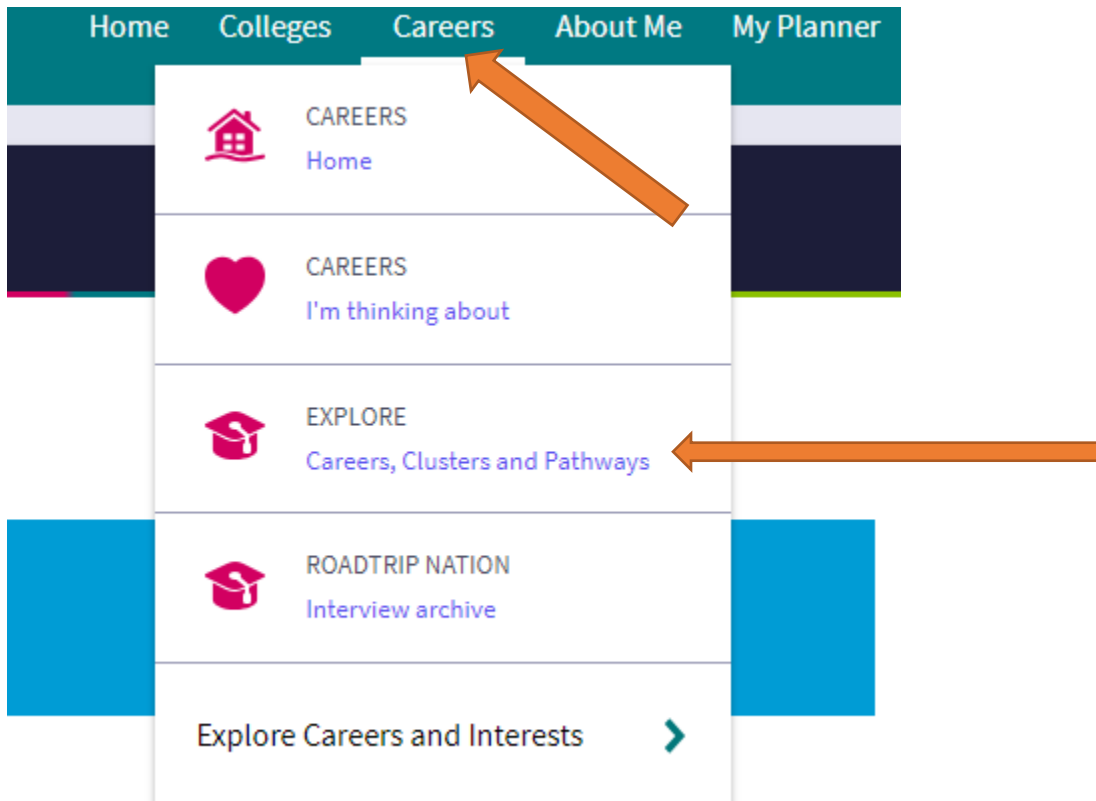 Home Colleges Careers About Me My Planner
CAREERS
Home
CAREERS
I'm thinking about
EXPLORE
Careers, Clusters and Pathways
ROADTRIP NATION
Interview archive
Explore Careers and Interests